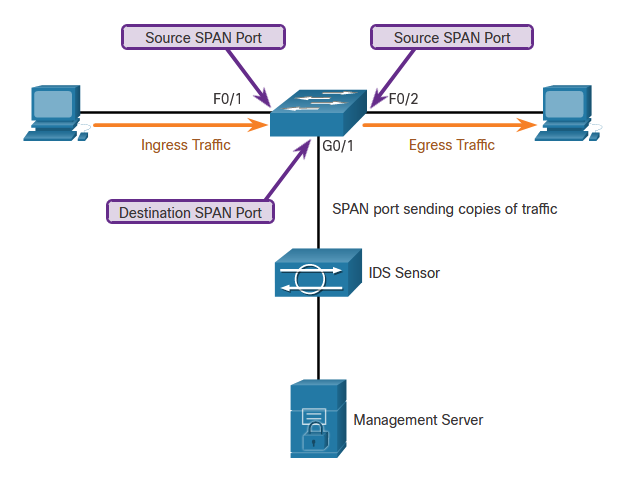 Source SPAN Port
Source SPAN Port
F0/1
F0/2
Ingress Traffic
G0/1
Egress Traffic
Destination SPAN Port
SPAN port sending copies of traffic
IDS Sensor
Management Server